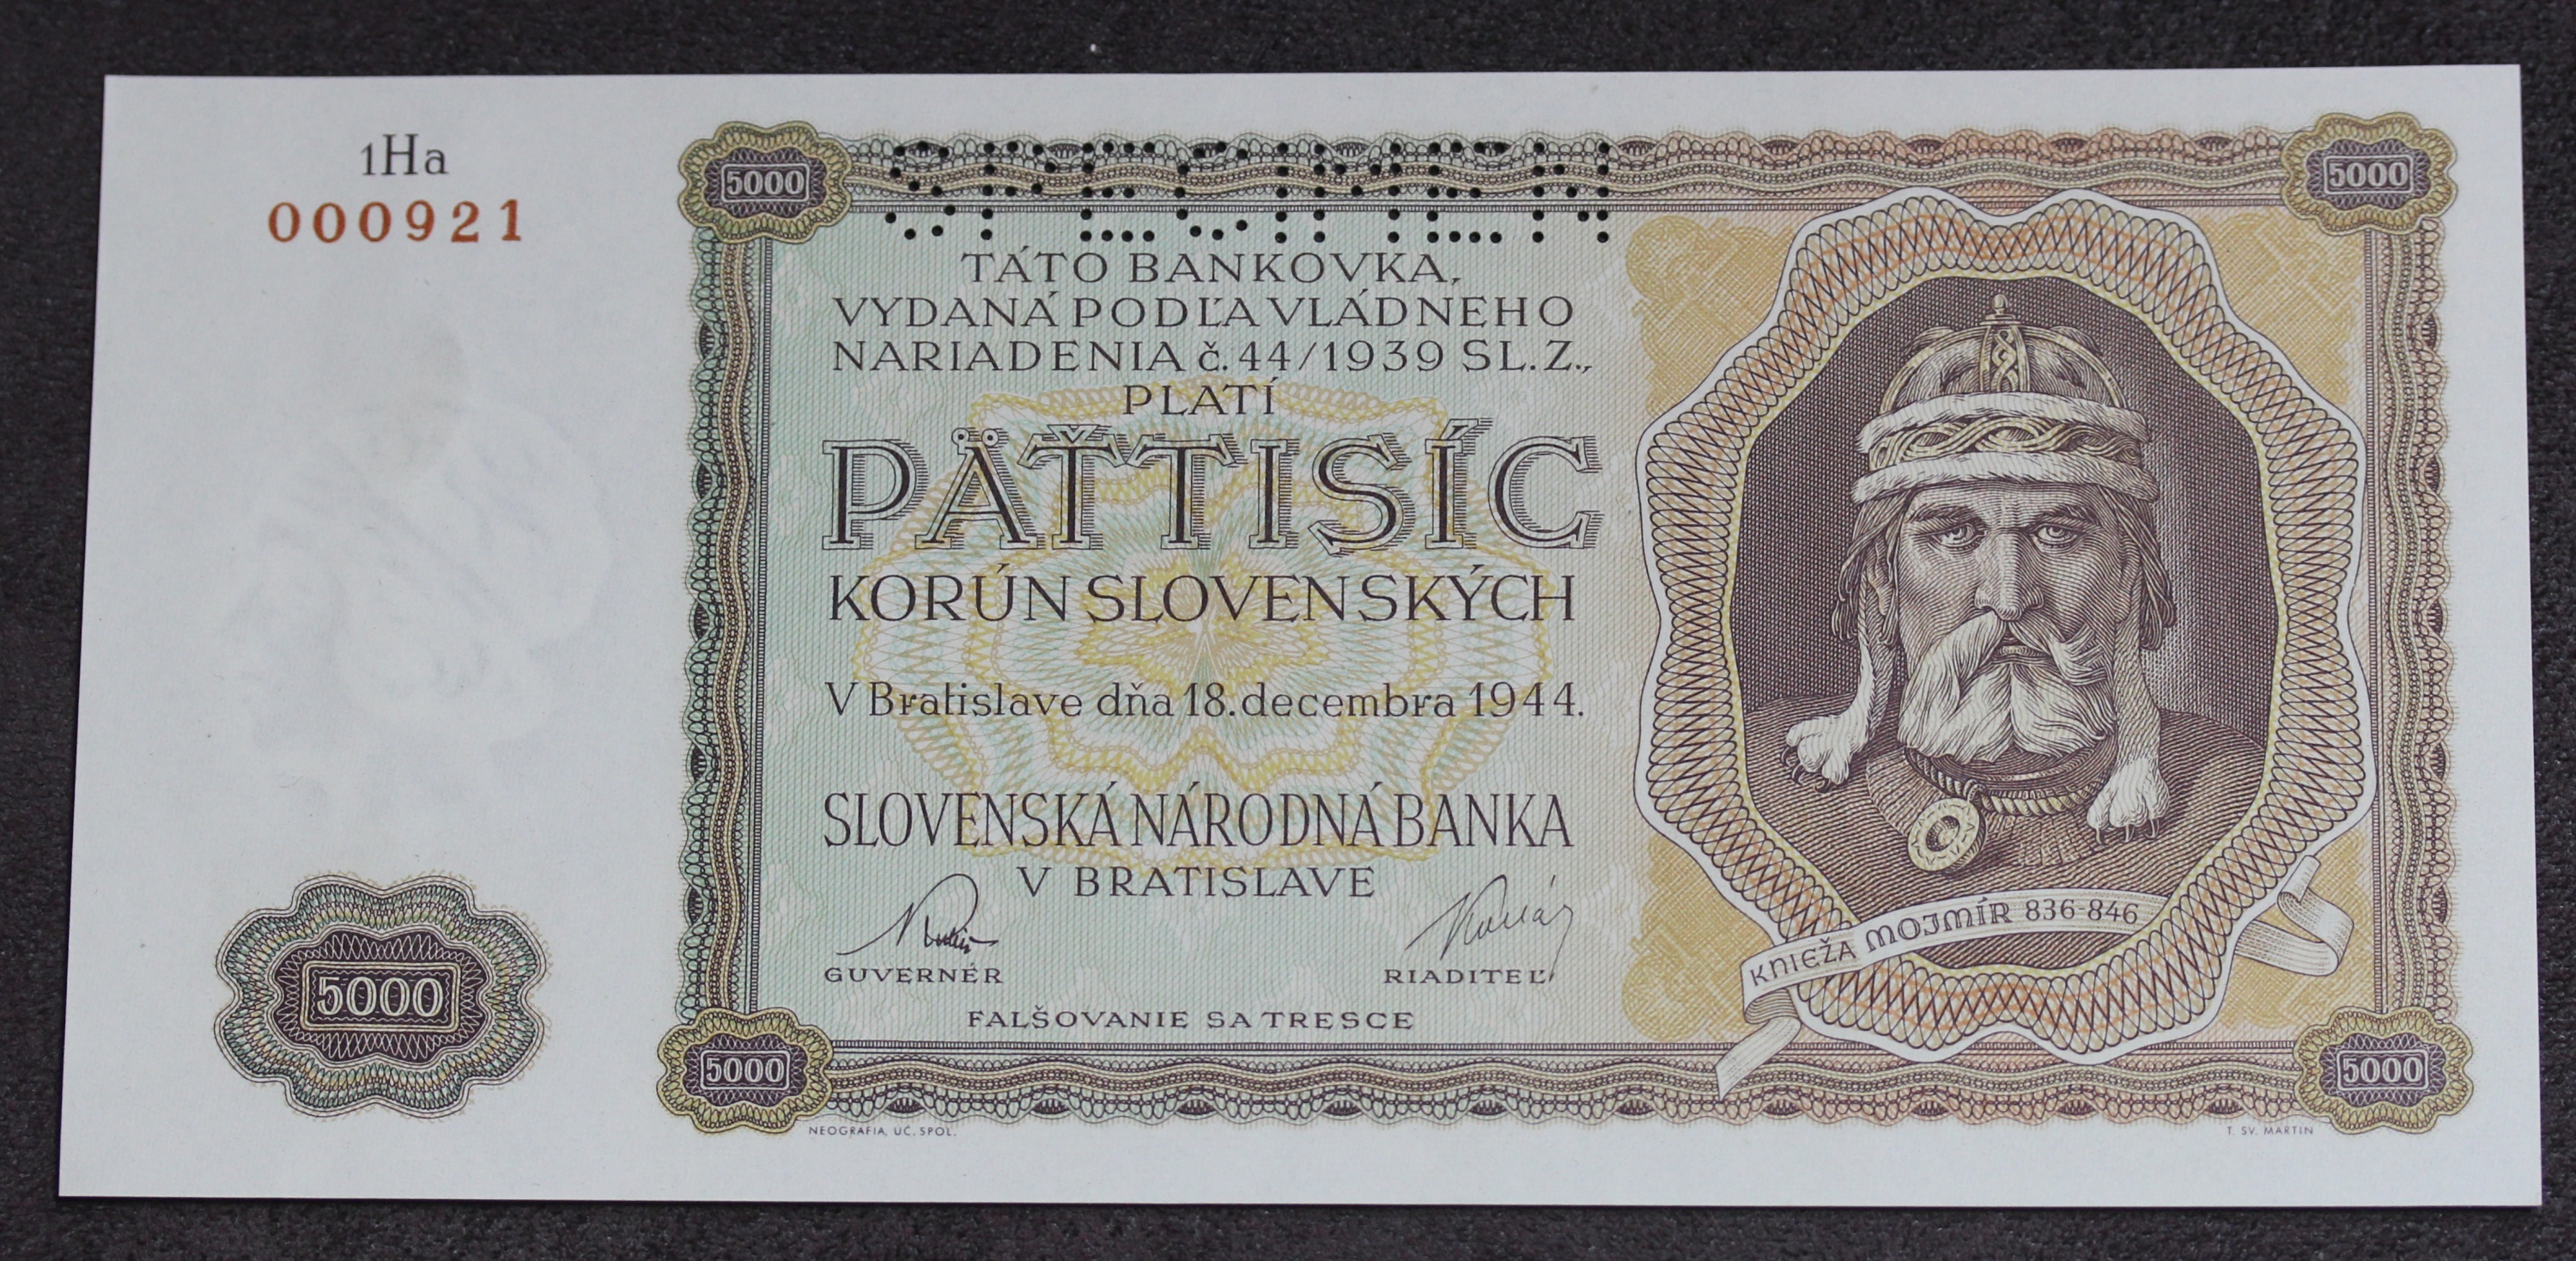 1Ha
000921
5000
5000
SPECIMEN
TÁTO BANKOVKA,
VYDANÁ PODĽA VLÁDNEHO
NARIADENIA č. 44/1939 SL. Z.,
PLATÍ
PÄŤTISÍC
KORÚN SLOVENSKÝCH
V Bratislave dňa 18. decembra 1944.
SLOVENSKÁ NÁRODNÁ BANKA
V BRATISLAVE
GUVERNÉR
RIADITEĽ
FALŠOVANIE SA TRESCE
KNIEŽA MOJMÍR 836-846
5000
5000
5000
NEOGRAFIA, UČ. SPOL.
T. SV. MARTIN